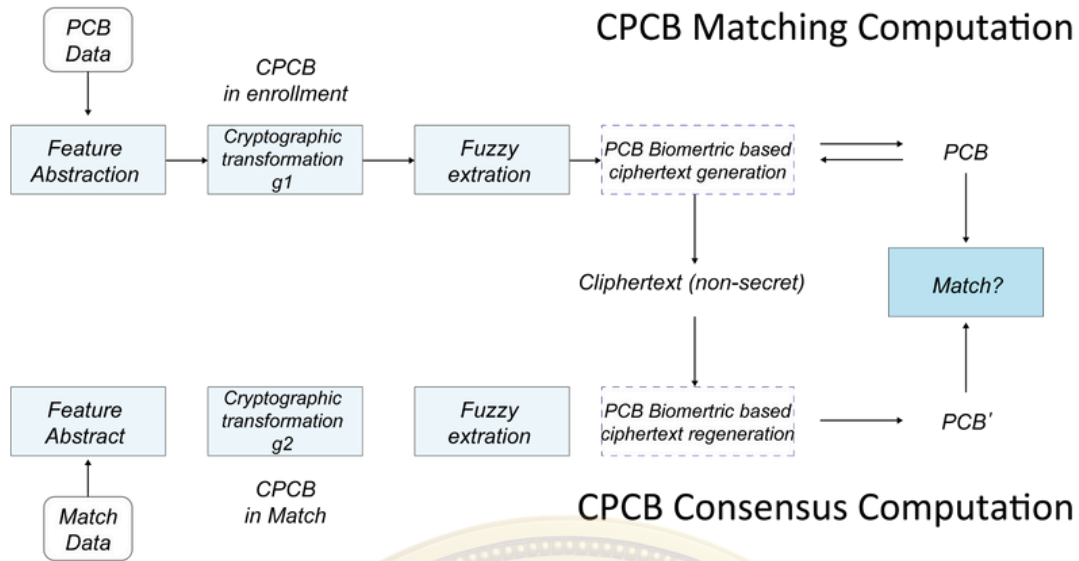 CPCB Matching Computation
PCB
Data
CPCB
in enrollment
Feature
Abstraction
Cryptographic
transformation
g1
Fuzzy
extration
PCB Biomertric based
ciphertext generation
PCB
Cliphertext (non-secret)
Match?
Feature
Abstract
Cryptographic
transformation
g2
Fuzzy
extration
PCB Biomertric based
ciphertext regeneration
PCB'
CPCB
in Match
Match
Data
CPCB Consensus Computation